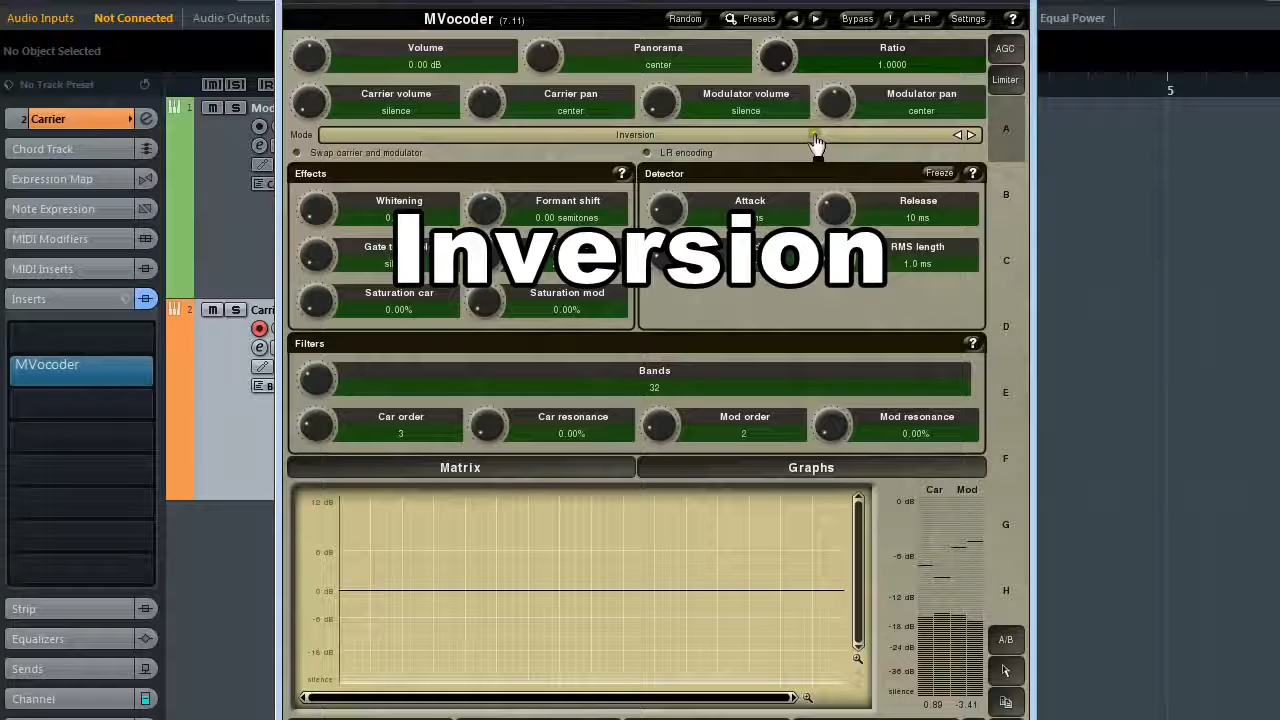 Audio Inputs Not Connected Audio Outputs
No Object Selected
No Track Preset
2 Carrier
Chord Track
Expression Map
Note Expression
MIDI Modifiers
MIDI Inserts
Inserts
MVocoder
Strip
Equalizers
Sends
Channel
M S
1 M S Mod
2 M S Carri
MVocoder (7.11) Random Presets Bypass ! L+R Settings ?
Equal Power
5
Volume Panorama Ratio
0.00 dB center 1.0000
Carrier volume Carrier pan Modulator volume Modulator pan
silence center silence center
Mode Inversion
Swap carrier and modulator LR encoding
Effects ? Detector Freeze ?
Whitening Formant shift Attack Release
0.00 semitones 10 ms
Inversion
RMS length
1.0 ms
Saturation car Saturation mod
0.00% 0.00%
Filters ?
Bands
32
Car order Car resonance Mod order Mod resonance
3 0.00% 2 0.00%
Matrix Graphs
12 dB
6 dB
0 dB
-6 dB
-18 dB
silence
Car Mod
0 dB
-6 dB
-12 dB
-18 dB
-24 dB
-36 dB
silence
0.89 -3.41
AGC
Limiter
A
B
C
D
E
F
G
H
A/B